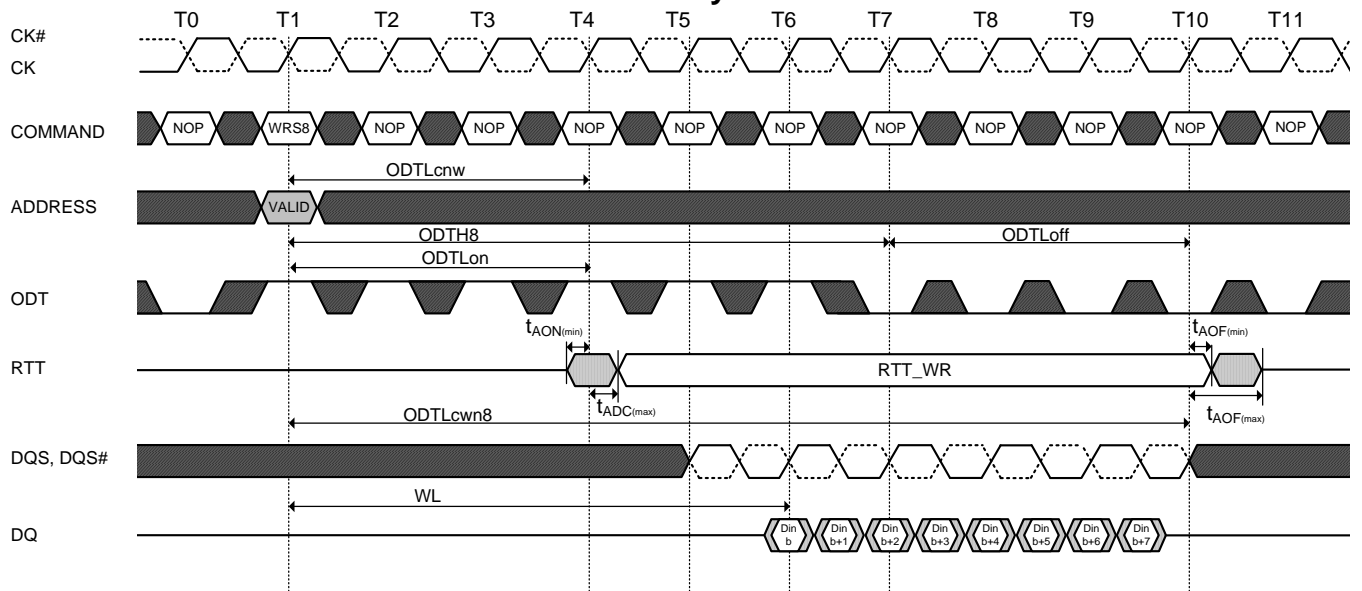 T0 T1 T2 T3 T4 T5 T6 T7 T8 T9 T10 T11
CK#
CK
COMMAND NOP WRS8 NOP NOP NOP NOP NOP NOP NOP NOP NOP NOP
ODTLcnw
ADDRESS VALID
ODTH8 ODTLoff
ODTLon
ODT
tAON(min) tAOF(min)
RTT RTT_WR
tADC(max) tAOF(max)
ODTLcwn8
DQS, DQS#
WL
DQ Din b Din b+1 Din b+2 Din b+3 Din b+4 Din b+5 Din b+6 Din b+7